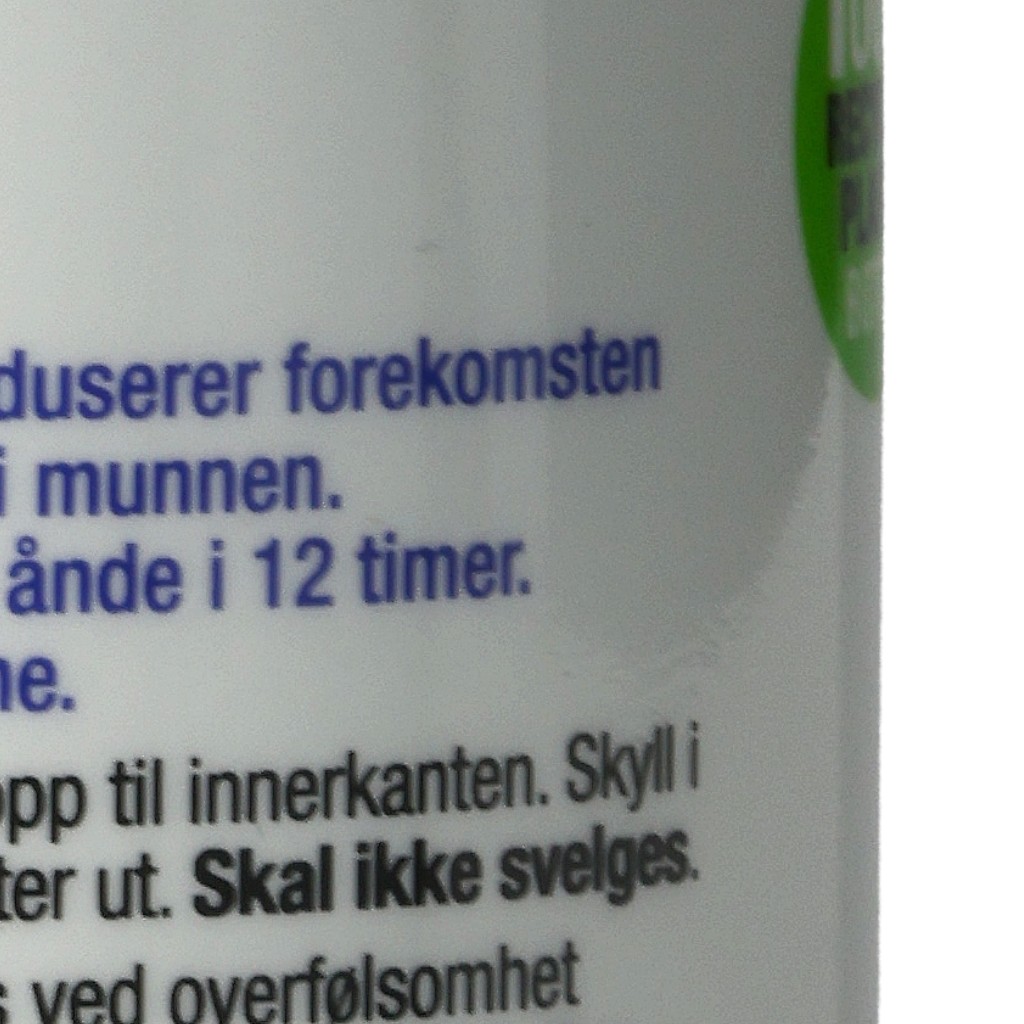 duserer forekomsten
i munnen.
ånde i 12 timer.
ne.
opp til innerkanten. Skyll i
ter ut. Skal ikke svelges.
s ved overfølsomhet